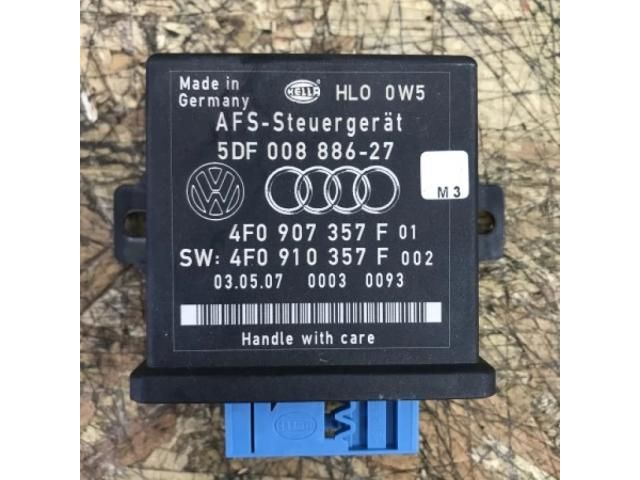 Made in
Germany
HELLA
HLO 0W5
AFS-Steuergerät
5DF 008 886-27
M 3
4F0 907 357 F 01
SW: 4F0 910 357 F 002
03.05.07 0003 0093
Handle with care
HELLA